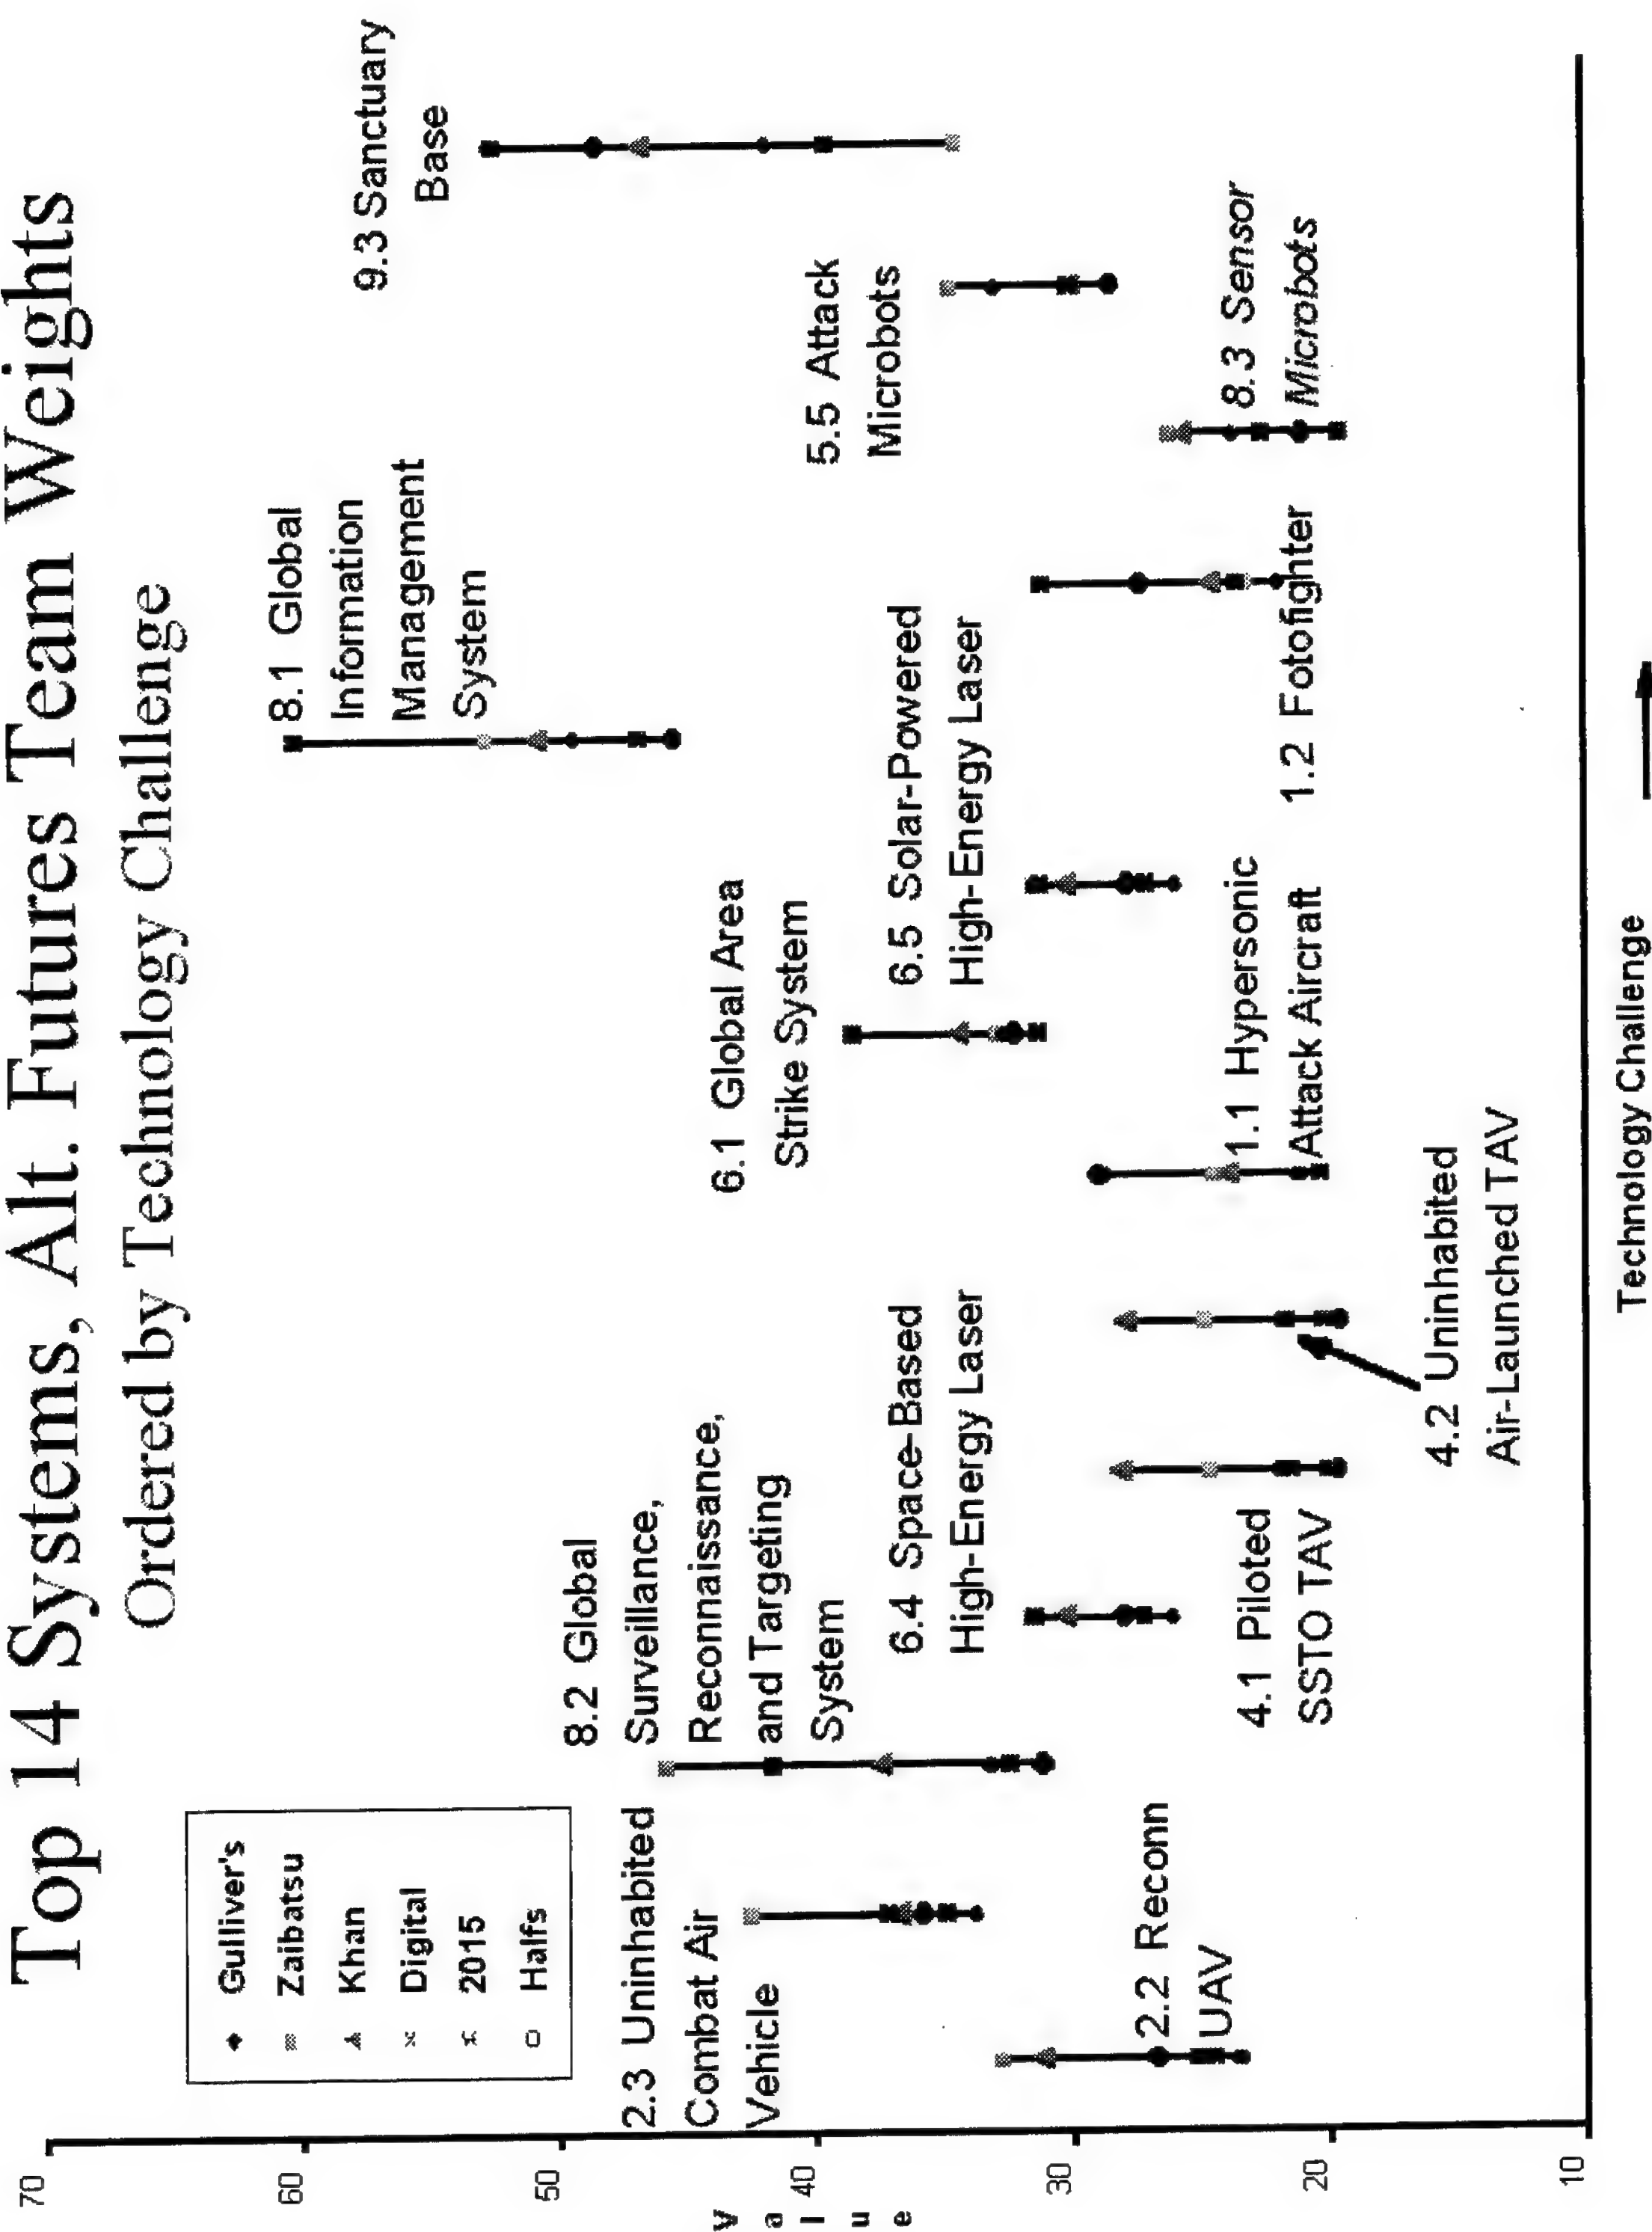 Top 14 Systems, Alt. Futures Team Weights
Ordered by Technology Challenge
70
60
50
40
30
20
10
Value
Gulliver's
Zaibatsu
Khan
Digital
2015
Halfs
2.2 Reconn
UAV
2.3 Uninhabited
Combat Air
Vehicle
8.2 Global
Surveillance,
Reconnaissance,
and Targeting
System
6.4 Space-Based
High-Energy Laser
4.1 Piloted
SSTO TAV
4.2 Uninhabited
Air-Launched TAV
1.1 Hypersonic
Attack Aircraft
6.1 Global Area
Strike System
6.5 Solar-Powered
High-Energy Laser
8.1 Global
Information
Management
System
1.2 Fotofighter
8.3 Sensor
Microbots
5.5 Attack
Microbots
9.3 Sanctuary
Base
Technology Challenge